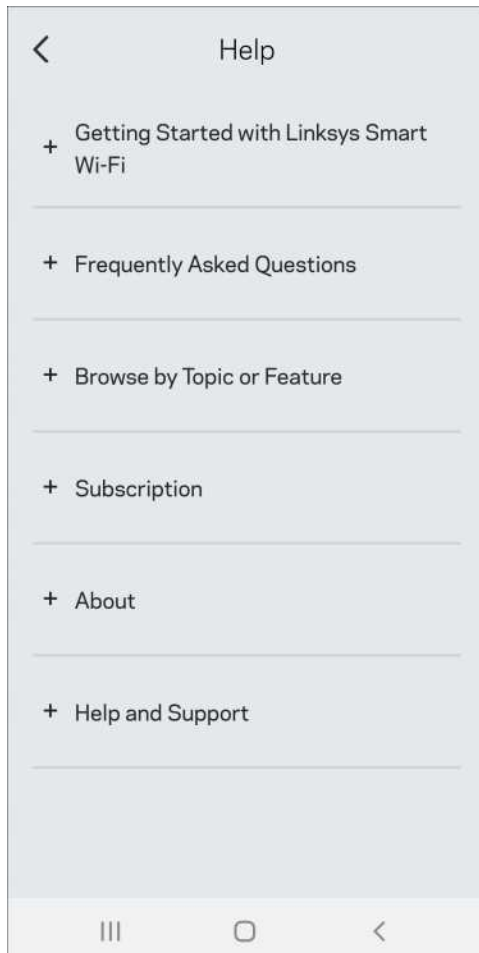 Help
+ Getting Started with Linksys Smart
Wi-Fi
+ Frequently Asked Questions
+ Browse by Topic or Feature
+ Subscription
+ About
+ Help and Support